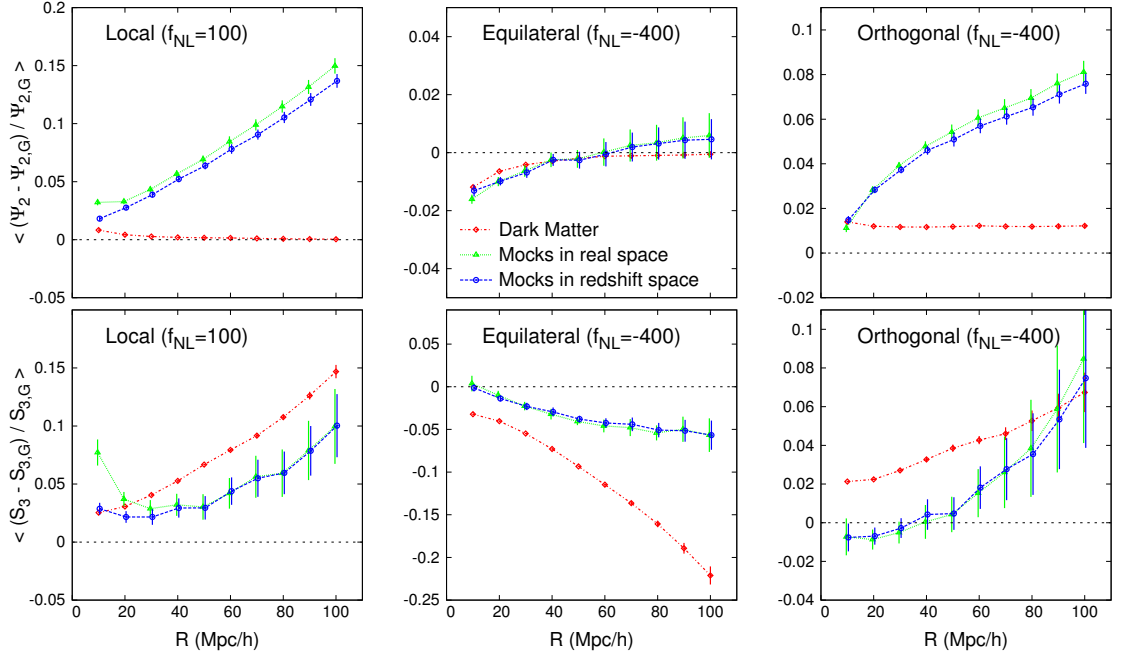 Local (f_NL=100)
Equilateral (f_NL=-400)
Orthogonal (f_NL=-400)
< (Ψ_2 - Ψ_2,G) / Ψ_2,G >
0.2
0.15
0.1
0.05
0
-0.05
0.04
0.02
0
-0.02
-0.04
0.1
0.08
0.06
0.04
0.02
0
-0.02
Dark Matter
Mocks in real space
Mocks in redshift space
Local (f_NL=100)
Equilateral (f_NL=-400)
Orthogonal (f_NL=-400)
< (S_3 - S_3,G) / S_3,G >
0.15
0.1
0.05
0
-0.05
0.05
0
-0.05
-0.1
-0.15
-0.2
-0.25
0.1
0.08
0.06
0.04
0.02
0
-0.02
-0.04
0 20 40 60 80 100
0 20 40 60 80 100
0 20 40 60 80 100
R (Mpc/h)
R (Mpc/h)
R (Mpc/h)